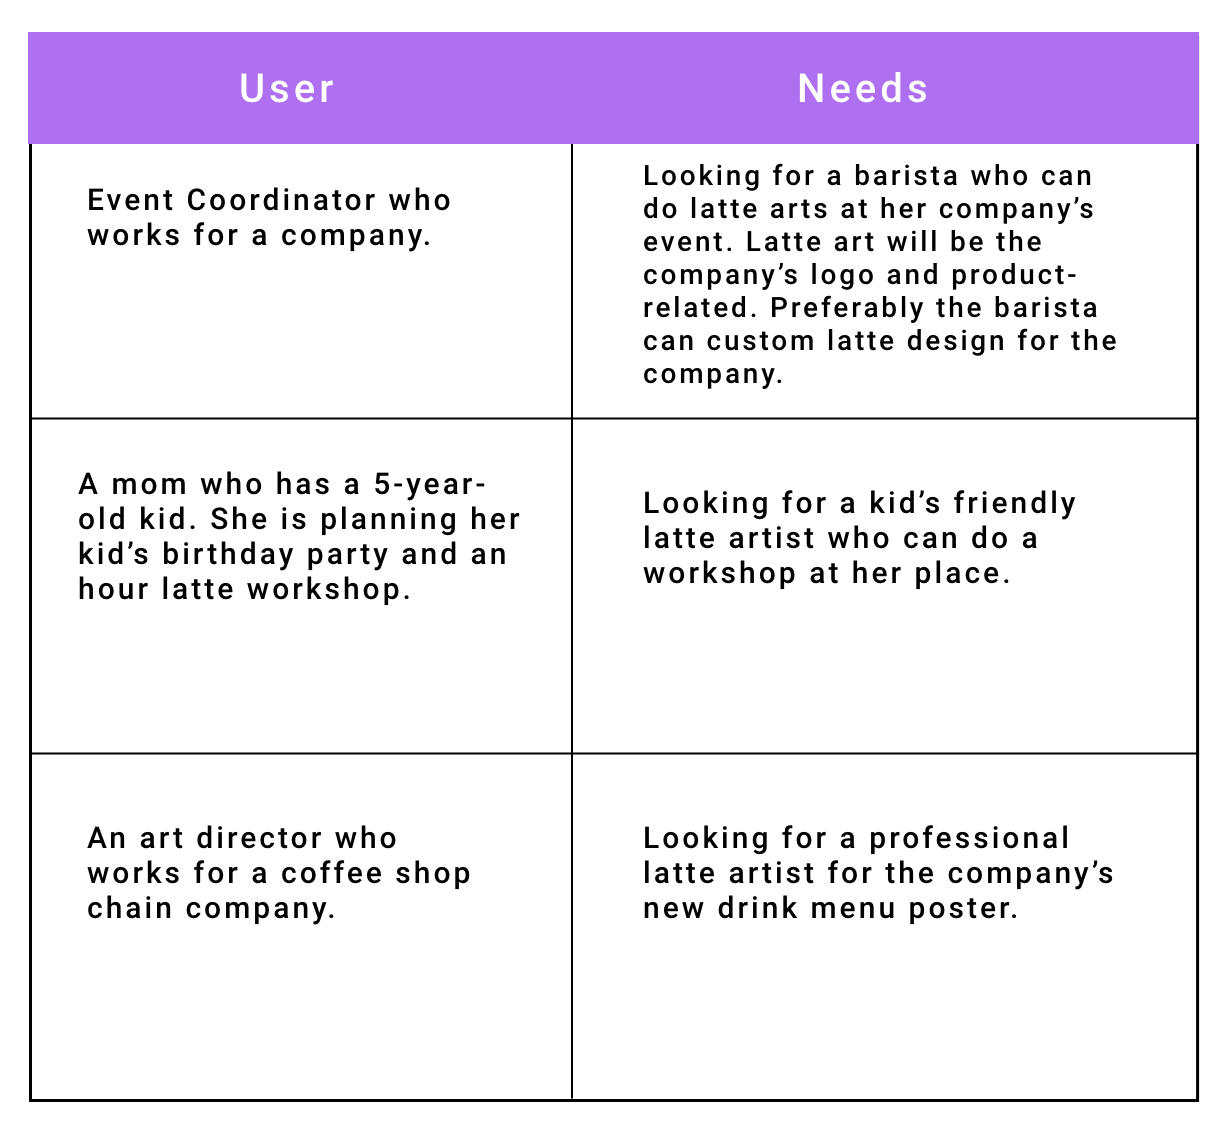 User
Needs
Event Coordinator who
works for a company.
Looking for a barista who can
do latte arts at her company’s
event. Latte art will be the
company’s logo and product-
related. Preferably the barista
can custom latte design for the
company.
A mom who has a 5-year-
old kid. She is planning her
kid’s birthday party and an
hour latte workshop.
Looking for a kid’s friendly
latte artist who can do a
workshop at her place.
An art director who
works for a coffee shop
chain company.
Looking for a professional
latte artist for the company’s
new drink menu poster.